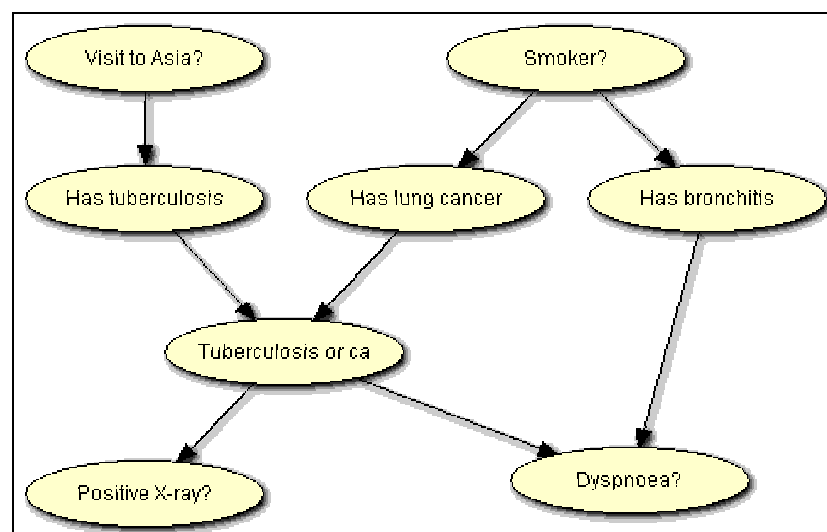 Visit to Asia?
Smoker?
Has tuberculosis
Has lung cancer
Has bronchitis
Tuberculosis or ca
Positive X-ray?
Dyspnoea?